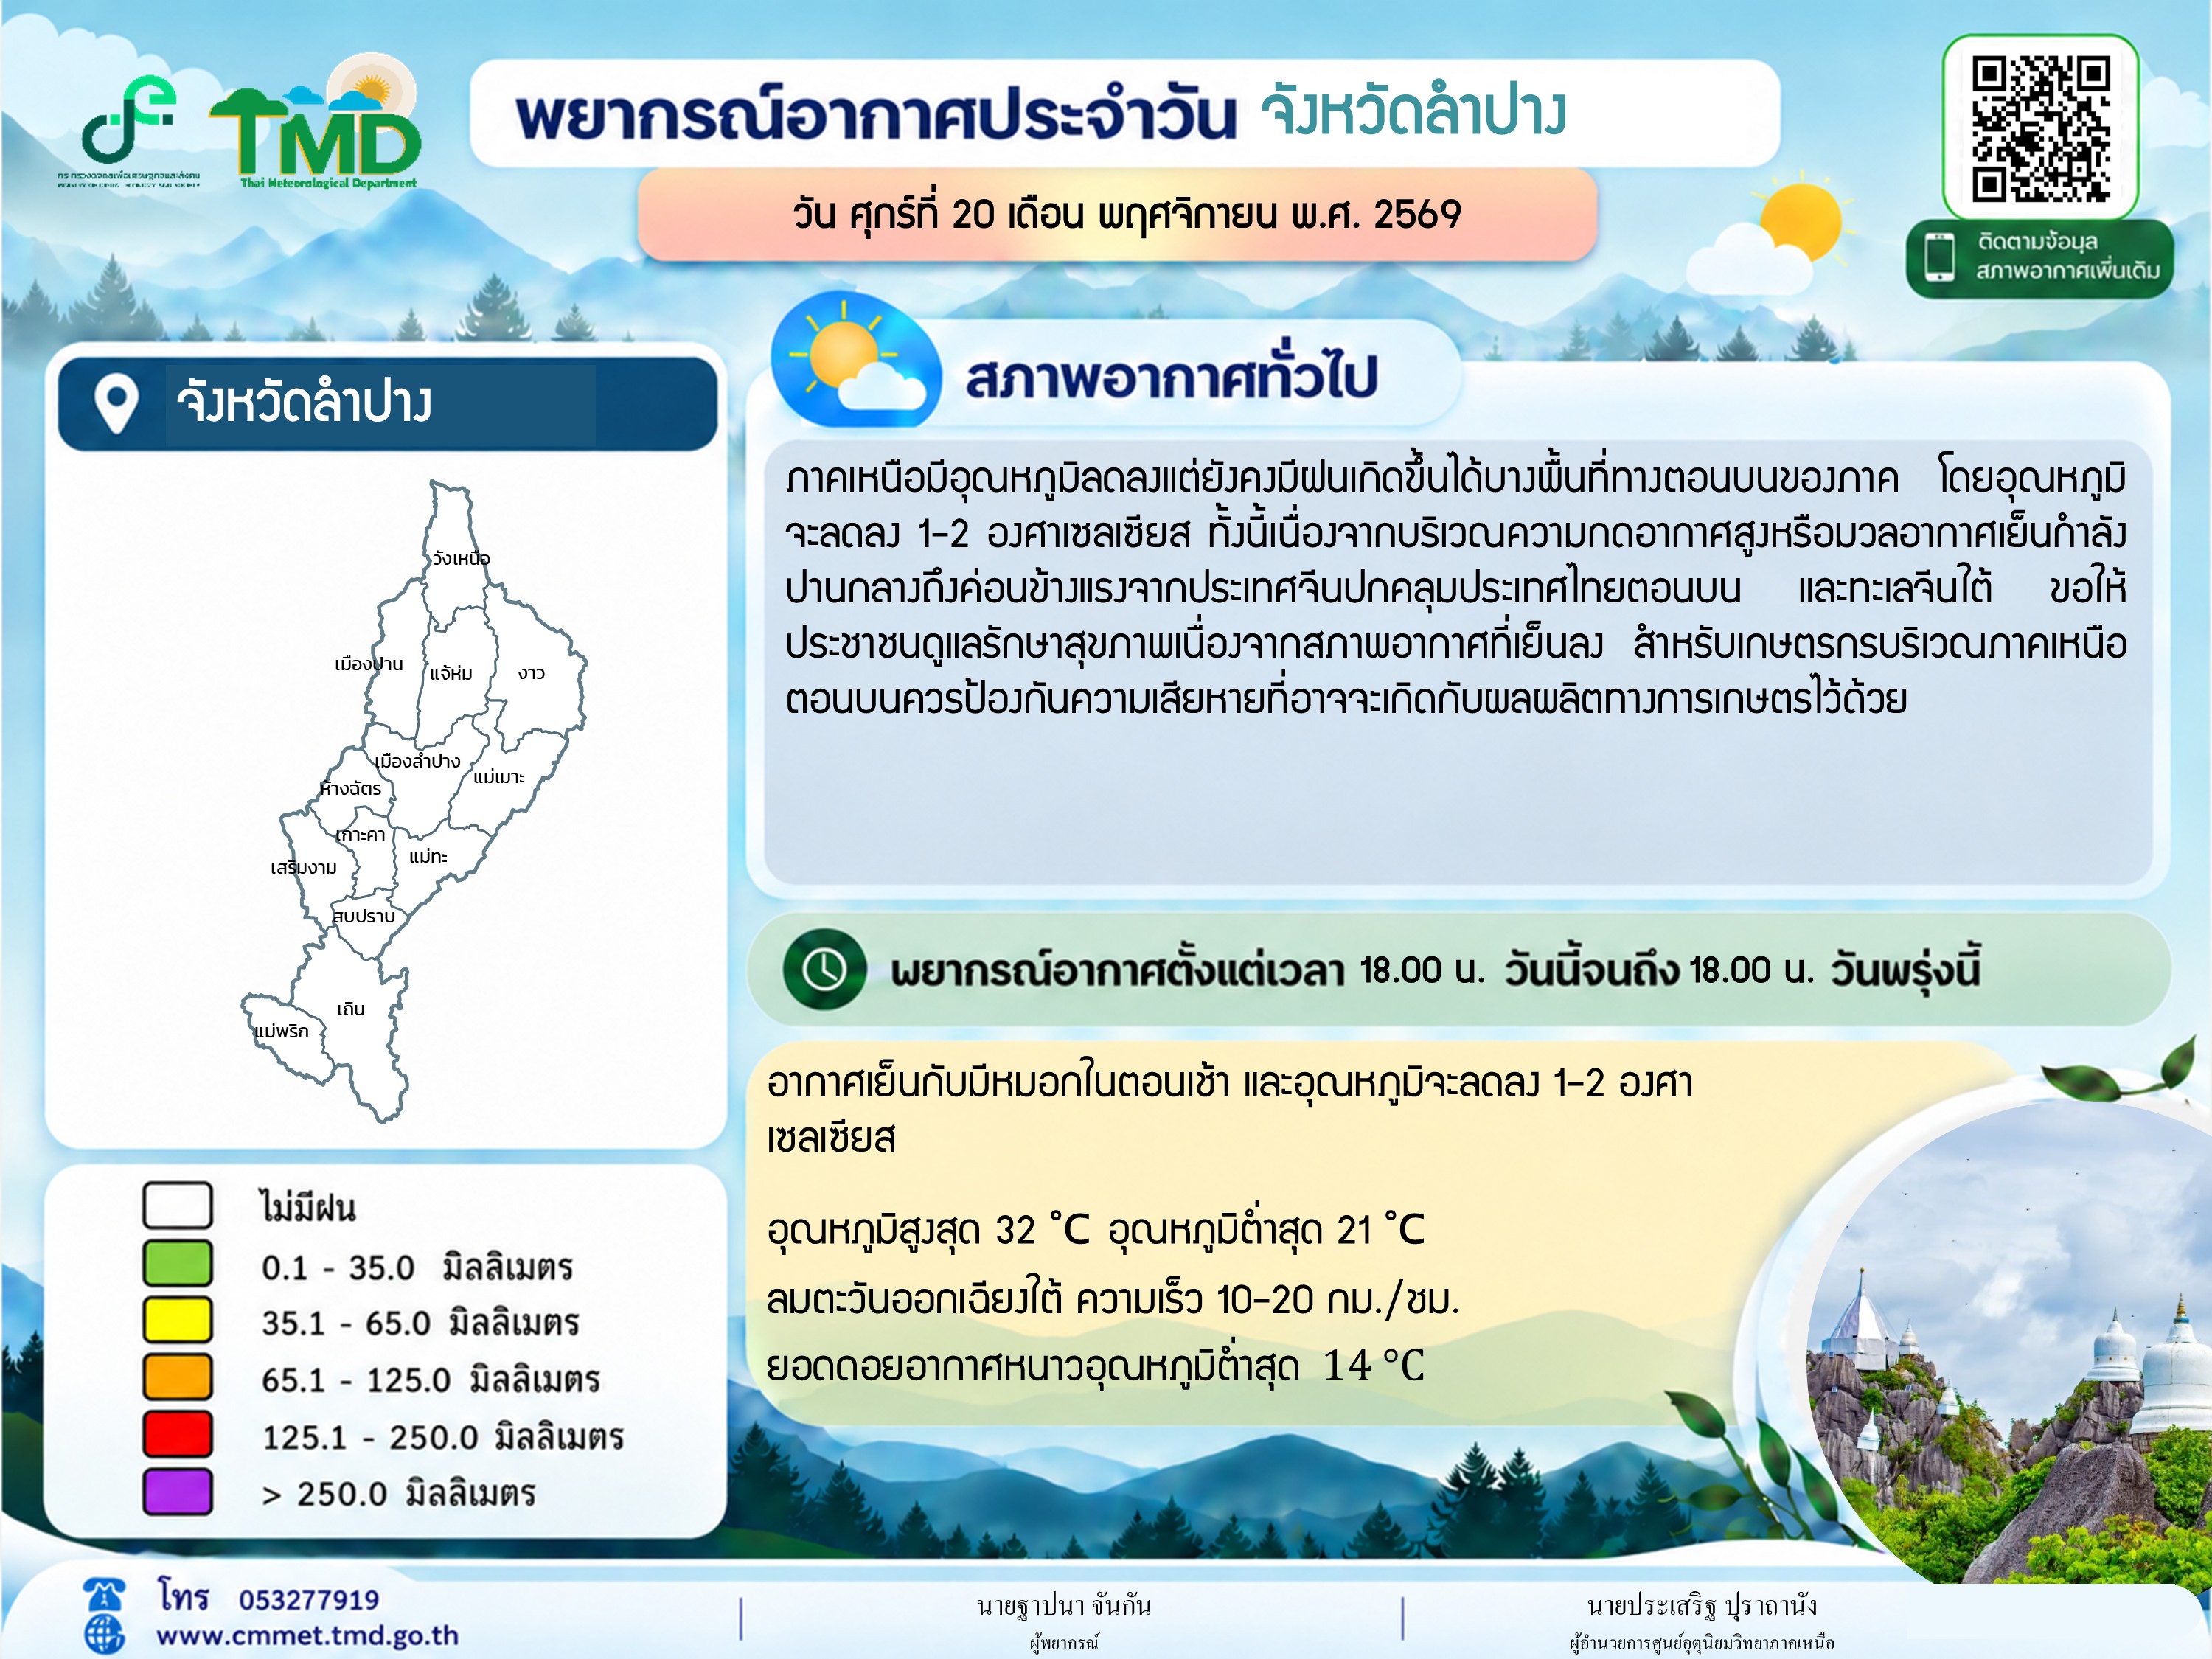 พยากรณ์อากาศประจำวัน จังหวัดลำปาง
วัน ศุกร์ที่ 20 เดือน พฤศจิกายน พ.ศ. 2569
TMD
Thai Meteorological Department
ติดตามข้อมูล
สภาพอากาศเพิ่มเติม
จังหวัดลำปาง
วังเหนือ
เมืองปาน
แจ้ห่ม
งาว
เมืองลำปาง
แม่เมาะ
ห้างฉัตร
เกาะคา
แม่ทะ
เสริมงาม
สบปราบ
เถิน
แม่พริก
ไม่มีฝน
0.1 - 35.0 มิลลิเมตร
35.1 - 65.0 มิลลิเมตร
65.1 - 125.0 มิลลิเมตร
125.1 - 250.0 มิลลิเมตร
> 250.0 มิลลิเมตร
สภาพอากาศทั่วไป
ภาคเหนือมีอุณหภูมิลดลงแต่ยังคงมีฝนเกิดขึ้นได้บางพื้นที่ทางตอนบนของภาค โดยอุณหภูมิ
จะลดลง 1-2 องศาเซลเซียส ทั้งนี้เนื่องจากบริเวณความกดอากาศสูงหรือมวลอากาศเย็นกำลัง
ปานกลางถึงค่อนข้างแรงจากประเทศจีนปกคลุมประเทศไทยตอนบน และทะเลจีนใต้ ขอให้
ประชาชนดูแลรักษาสุขภาพเนื่องจากสภาพอากาศที่เย็นลง สำหรับเกษตรกรบริเวณภาคเหนือ
ตอนบนควรป้องกันความเสียหายที่อาจจะเกิดกับผลผลิตทางการเกษตรไว้ด้วย
พยากรณ์อากาศตั้งแต่เวลา 18.00 น. วันนี้จนถึง 18.00 น. วันพรุ่งนี้
อากาศเย็นกับมีหมอกในตอนเช้า และอุณหภูมิจะลดลง 1-2 องศา
เซลเซียส
อุณหภูมิสูงสุด 32 °C อุณหภูมิต่ำสุด 21 °C
ลมตะวันออกเฉียงใต้ ความเร็ว 10-20 กม./ชม.
ยอดดอยอากาศหนาวอุณหภูมิต่ำสุด 14 °C
โทร 053277919
www.cmmet.tmd.go.th
นายฐาปนา จันกัน
ผู้พยากรณ์
นายประเสริฐ ปุราถานัง
ผู้อำนวยการศูนย์อุตุนิยมวิทยาภาคเหนือ